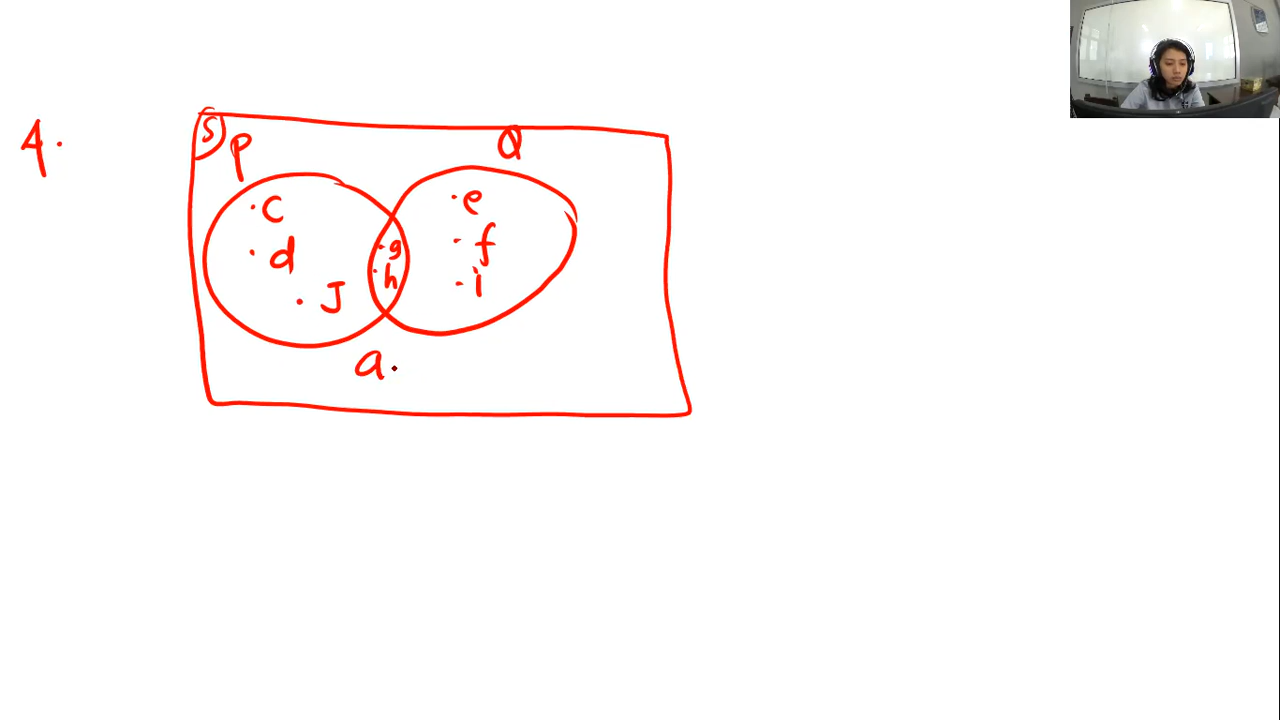 4.
S
P
Q
. c
. d
. J
. g
. h
. e
. f
. i
a .